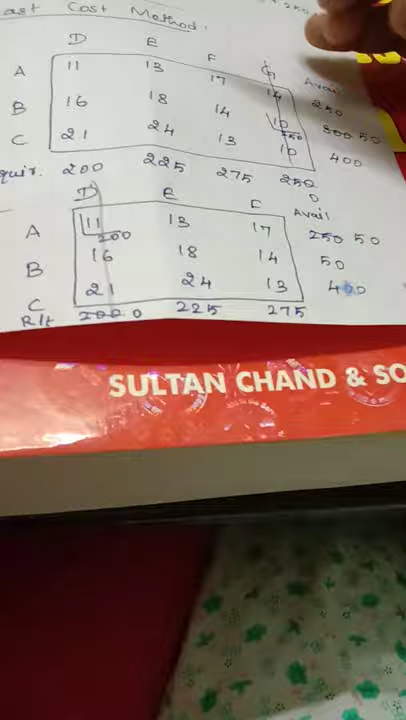 Cost Method.
D E F G Avail
A 11 13 17 14 250
B 16 18 14 10 250 300 50
C 21 24 13 10 400
200 225 275 250 0
D E F Avail
A 11 200 13 17 250 50
B 16 18 14 50
C 21 24 13 400
R/t 200 0 225 275
SULTAN CHAND & SO